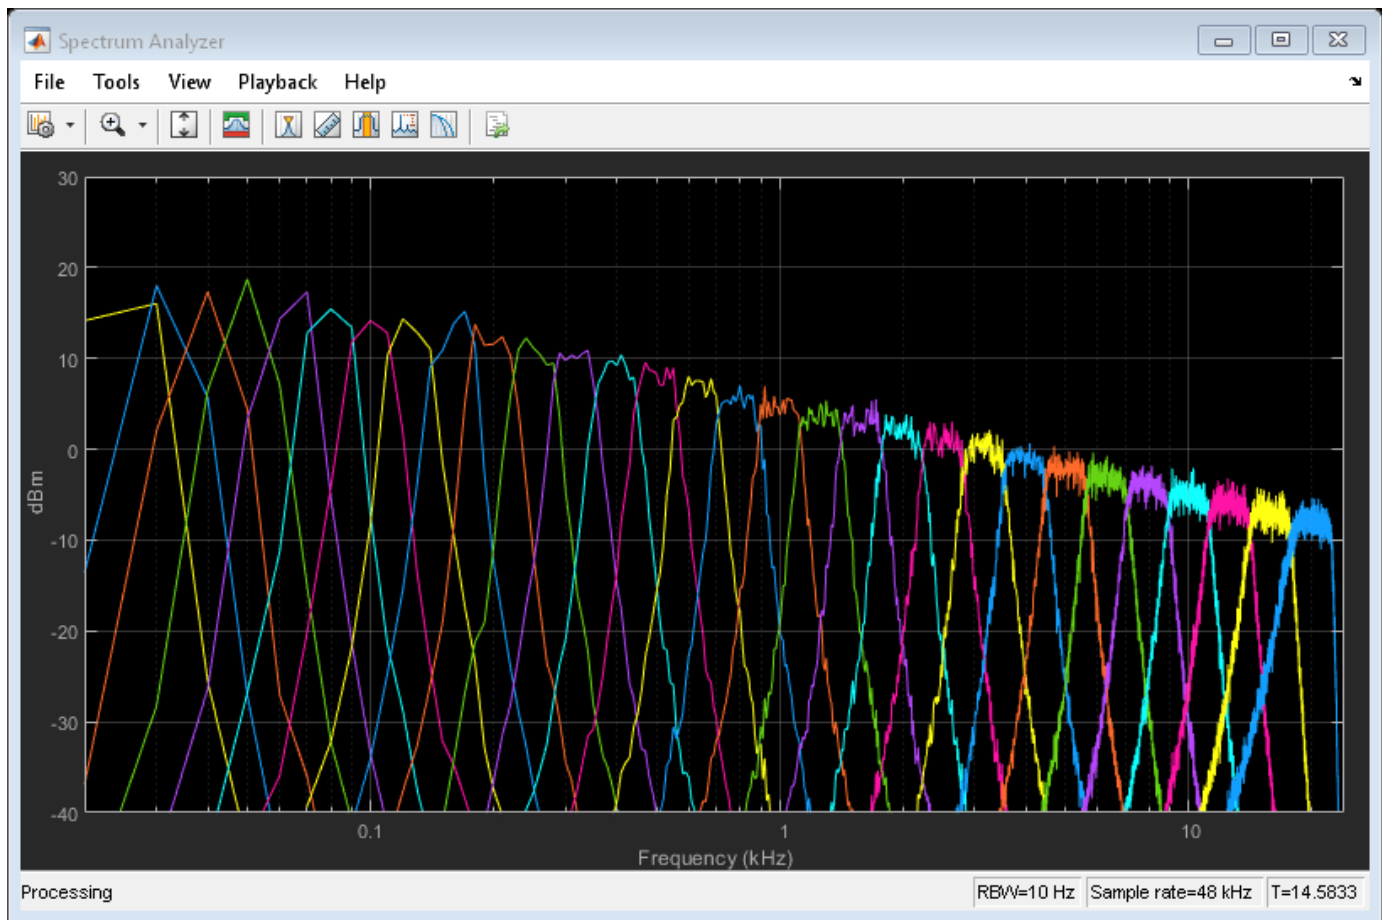 Spectrum Analyzer
File Tools View Playback Help
30
20
10
0
-10
-20
-30
-40
dBm
0.1 1 10
Frequency (kHz)
Processing RBW=10 Hz Sample rate=48 kHz T=14.5833